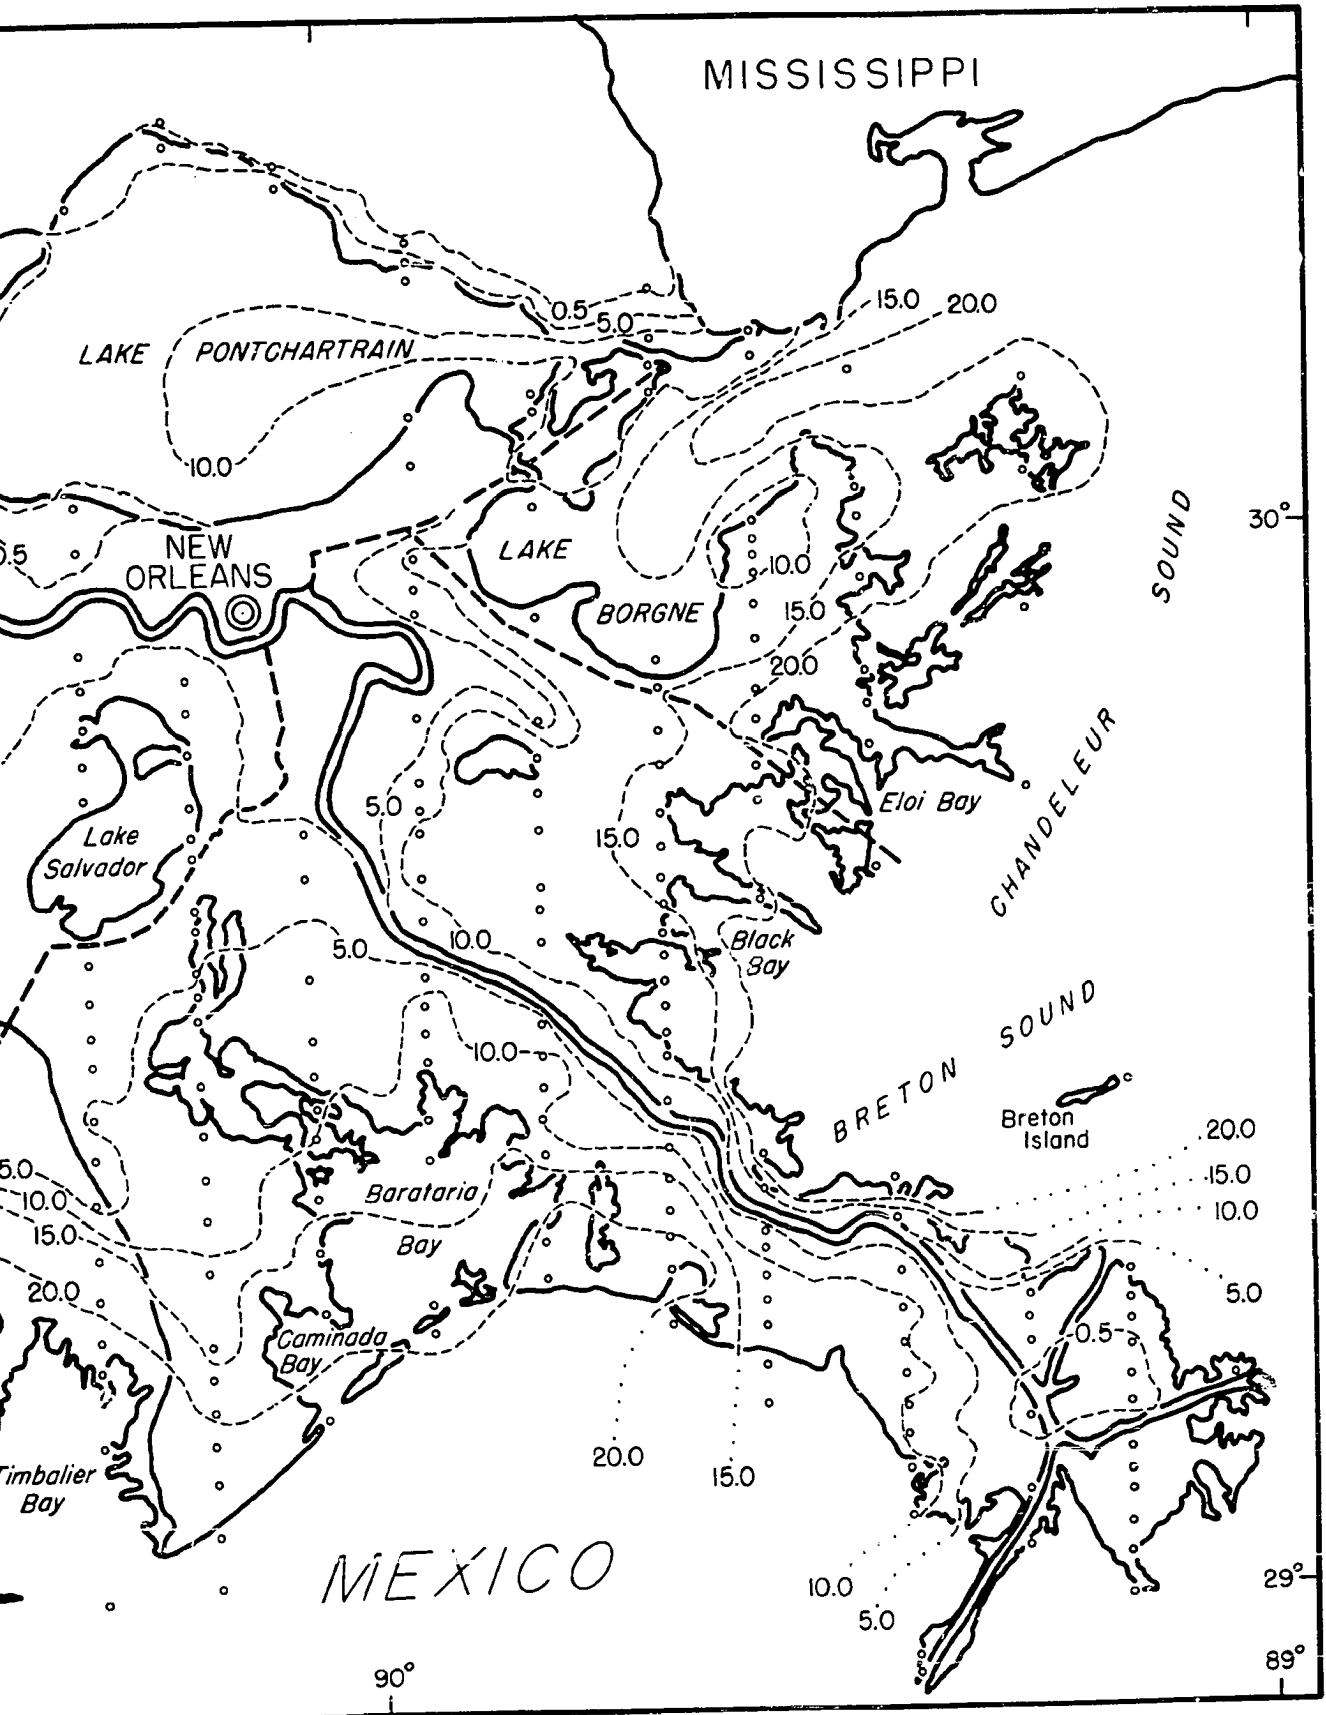 MISSISSIPPI
15.0
20.0
0.5
5.0
LAKE PONTCHARTRAIN
10.0
SOUND
30°
NEW
ORLEANS
0.5
LAKE
BORGNE
10.0
15.0
20.0
CHANDELEUR
5.0
15.0
Eloi Bay
Lake
Salvador
5.0
10.0
Black
Bay
SOUND
10.0
BRETON
Breton
Island
20.0
15.0
10.0
5.0
5.0
10.0
15.0
20.0
Barataria
Bay
0.5
Caminada
Bay
Timbalier
Bay
20.0
15.0
MEXICO
10.0
5.0
29°
90°
89°